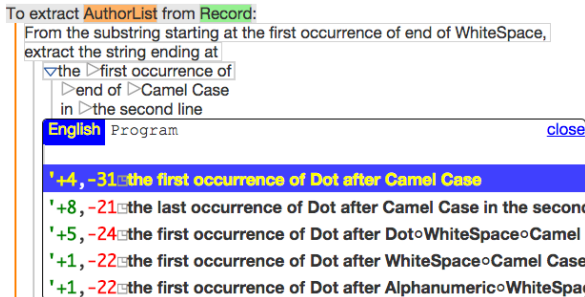 To extract AuthorList from Record:
From the substring starting at the first occurrence of end of WhiteSpace,
extract the string ending at
the first occurrence of
end of Camel Case
in the second line
English Program close
'+4,-31 the first occurrence of Dot after Camel Case
'+8,-21 the last occurrence of Dot after Camel Case in the secon
'+5,-24 the first occurrence of Dot after Dot∘WhiteSpace∘Camel
'+1,-22 the first occurrence of Dot after WhiteSpace∘Camel Case
'+1,-22 the first occurrence of Dot after Alphanumeric∘WhiteSpa